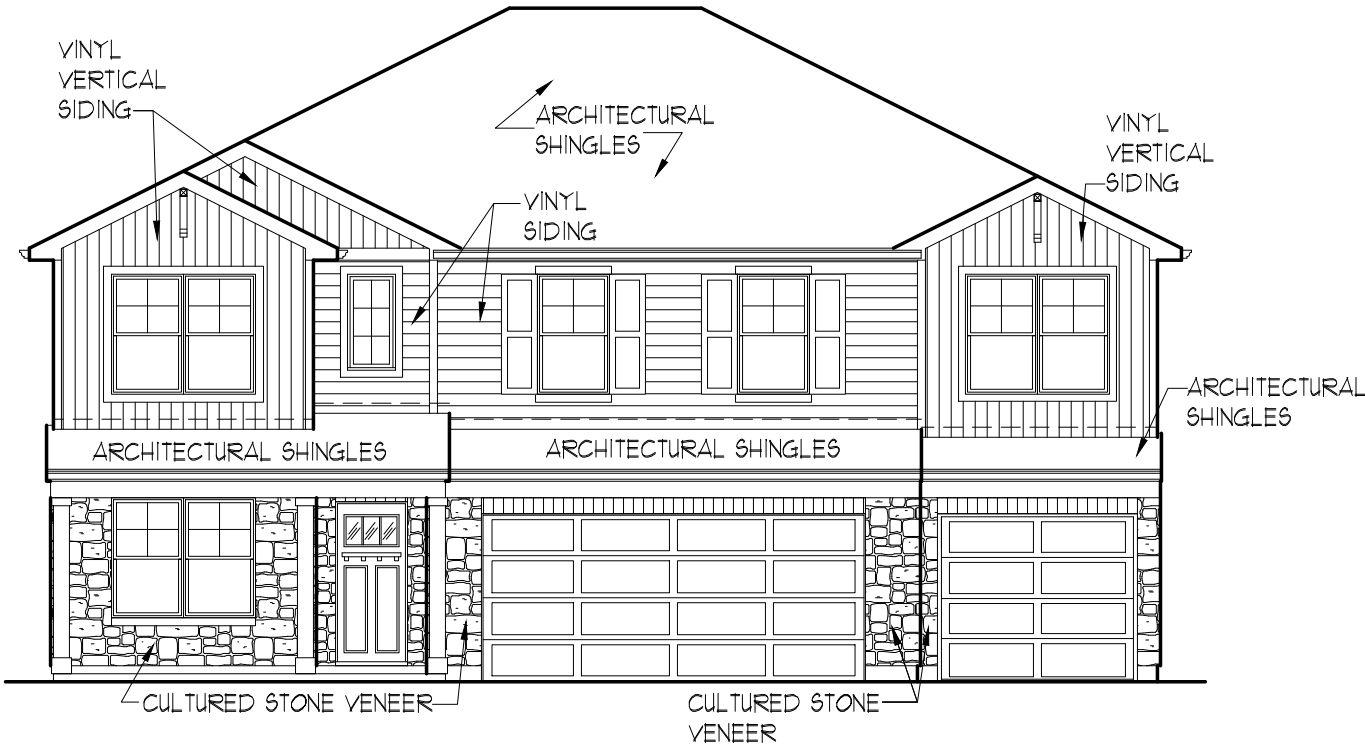 VINYL
VERTICAL
SIDING
ARCHITECTURAL
SHINGLES
VINYL
VERTICAL
SIDING
VINYL
SIDING
ARCHITECTURAL
SHINGLES
ARCHITECTURAL SHINGLES
ARCHITECTURAL SHINGLES
CULTURED STONE VENEER
CULTURED STONE
VENEER